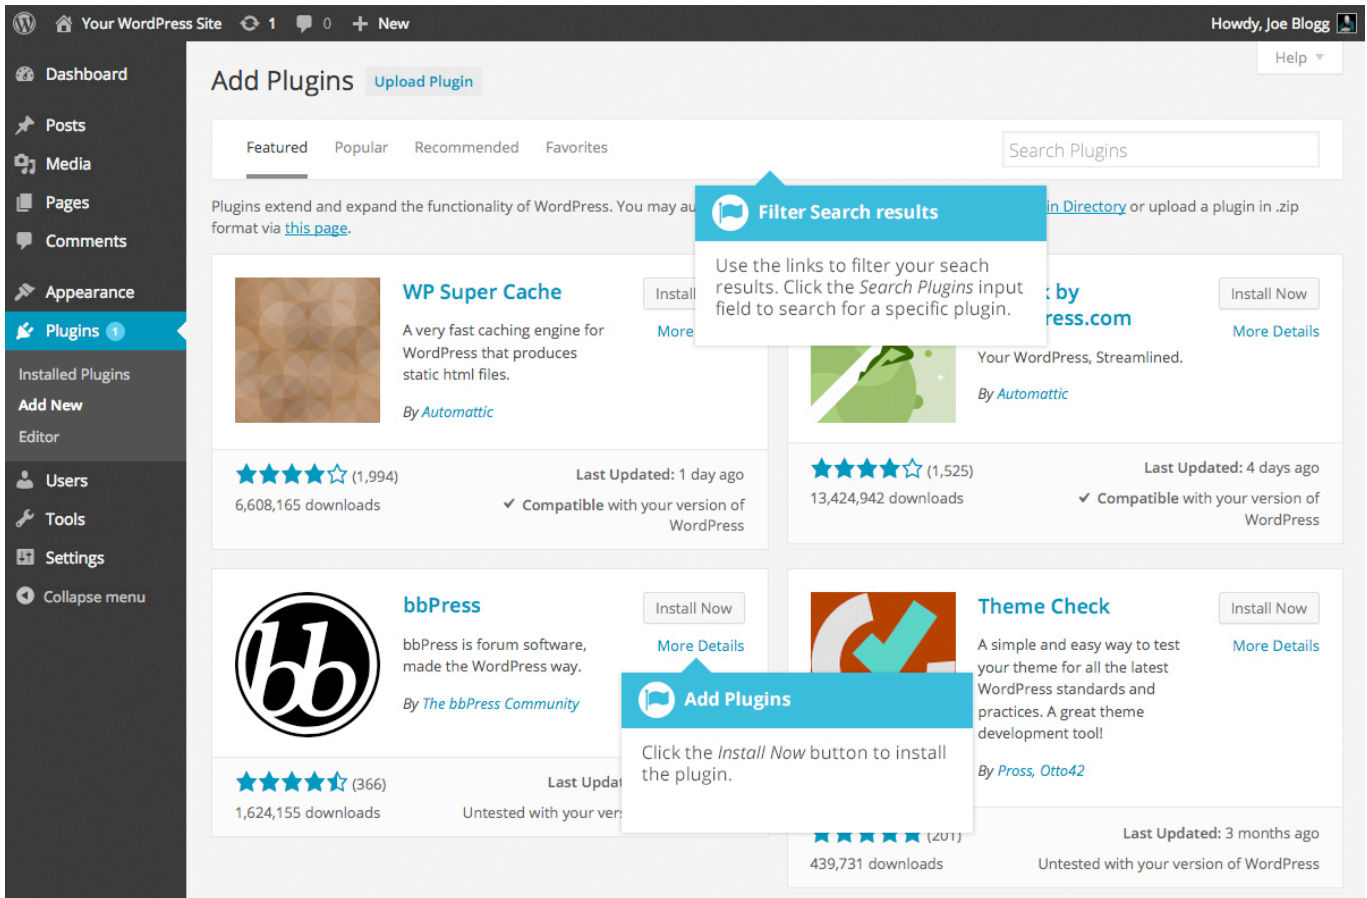 Your WordPress Site 1 0 New
Howdy, Joe Blogg
Help
Dashboard
Posts
Media
Pages
Comments
Appearance
Plugins 1
Installed Plugins
Add New
Editor
Users
Tools
Settings
Collapse menu
Add Plugins Upload Plugin
Featured Popular Recommended Favorites
Search Plugins
Plugins extend and expand the functionality of WordPress. You may
in Directory or upload a plugin in .zip
format via this page.
Filter Search results
Use the links to filter your seach
results. Click the Search Plugins input
field to search for a specific plugin.
WP Super Cache
Install
More
A very fast caching engine for
WordPress that produces
static html files.
By Automattic
(1,994)
6,608,165 downloads
Last Updated: 1 day ago
Compatible with your version of
WordPress
by
ress.com
Install Now
More Details
Your WordPress, Streamlined.
By Automattic
(1,525)
13,424,942 downloads
Last Updated: 4 days ago
Compatible with your version of
WordPress
bb
bbPress
Install Now
More Details
bbPress is forum software,
made the WordPress way.
By The bbPress Community
(366)
1,624,155 downloads
Last
Untested with your
Add Plugins
Click the Install Now button to install
the plugin.
Theme Check
Install Now
More Details
A simple and easy way to test
your theme for all the latest
WordPress standards and
practices. A great theme
development tool!
By Pross, Otto42
(201)
439,731 downloads
Last Updated: 3 months ago
Untested with your version of WordPress